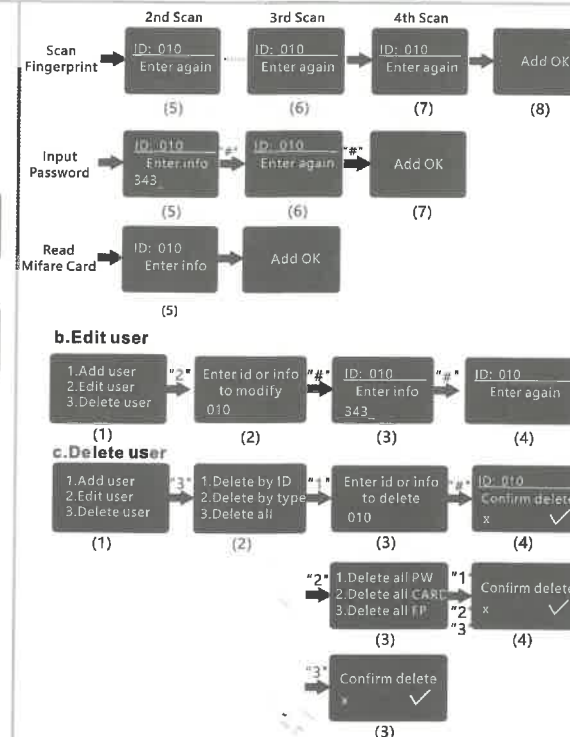 2nd Scan 3rd Scan 4th Scan
Scan Fingerprint
ID: 010
Enter again
(5)
ID: 010
Enter again
(6)
ID: 010
Enter again
(7)
Add OK
(8)
Input Password
ID: 010
Enter info
343_
(5)
"#"
ID: 010
Enter again
(6)
"#"
Add OK
(7)
Read Mifare Card
ID: 010
Enter info
(5)
Add OK
b.Edit user
1.Add user
2.Edit user
3.Delete user
(1)
"2"
Enter id or info
to modify
010
(2)
"#"
ID: 010
Enter info
343_
(3)
"#"
ID: 010
Enter again
(4)
c.Delete user
1.Add user
2.Edit user
3.Delete user
(1)
"3"
1.Delete by ID
2.Delete by type
3.Delete all
(2)
"1"
Enter id or info
to delete
010
(3)
"#"
ID: 010
Confirm delete
x ✓
(4)
"2"
1.Delete all PW
2.Delete all CARD
3.Delete all FP
(3)
"1"
"2"
"3"
Confirm delete
x ✓
(4)
"3"
Confirm delete
x ✓
(3)